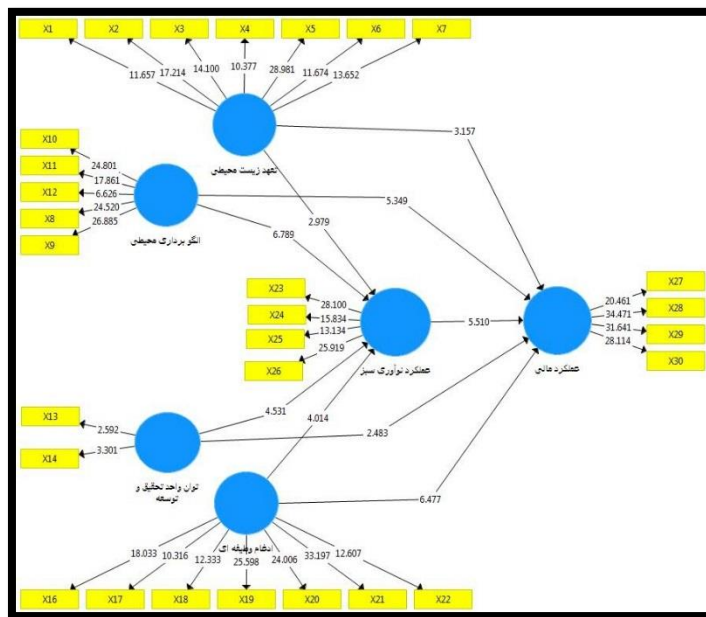 X1 X2 X3 X4 X5 X6 X7
11.657 17.214 14.100 10.377 28.981 11.674 13.652
تعهد زیست محیطی
3.157
X10
X11
X12
X8
X9
24.801
17.861
6.626
24.520
26.885
الگو برداری محیطی
5.349
2.979
6.789
X23
X24
X25
X26
28.100
15.834
13.134
25.919
عملکرد نوآوری سبز
5.510
عملکرد مالی
20.461
34.471
31.641
28.114
X27
X28
X29
X30
X13
X14
2.592
3.301
توان واحد تحقیق و
توسعه
4.531
4.014
2.483
6.477
ادغام وظیفه ای
18.033 10.316 12.333 25.598 24.006 33.197 12.607
X16 X17 X18 X19 X20 X21 X22